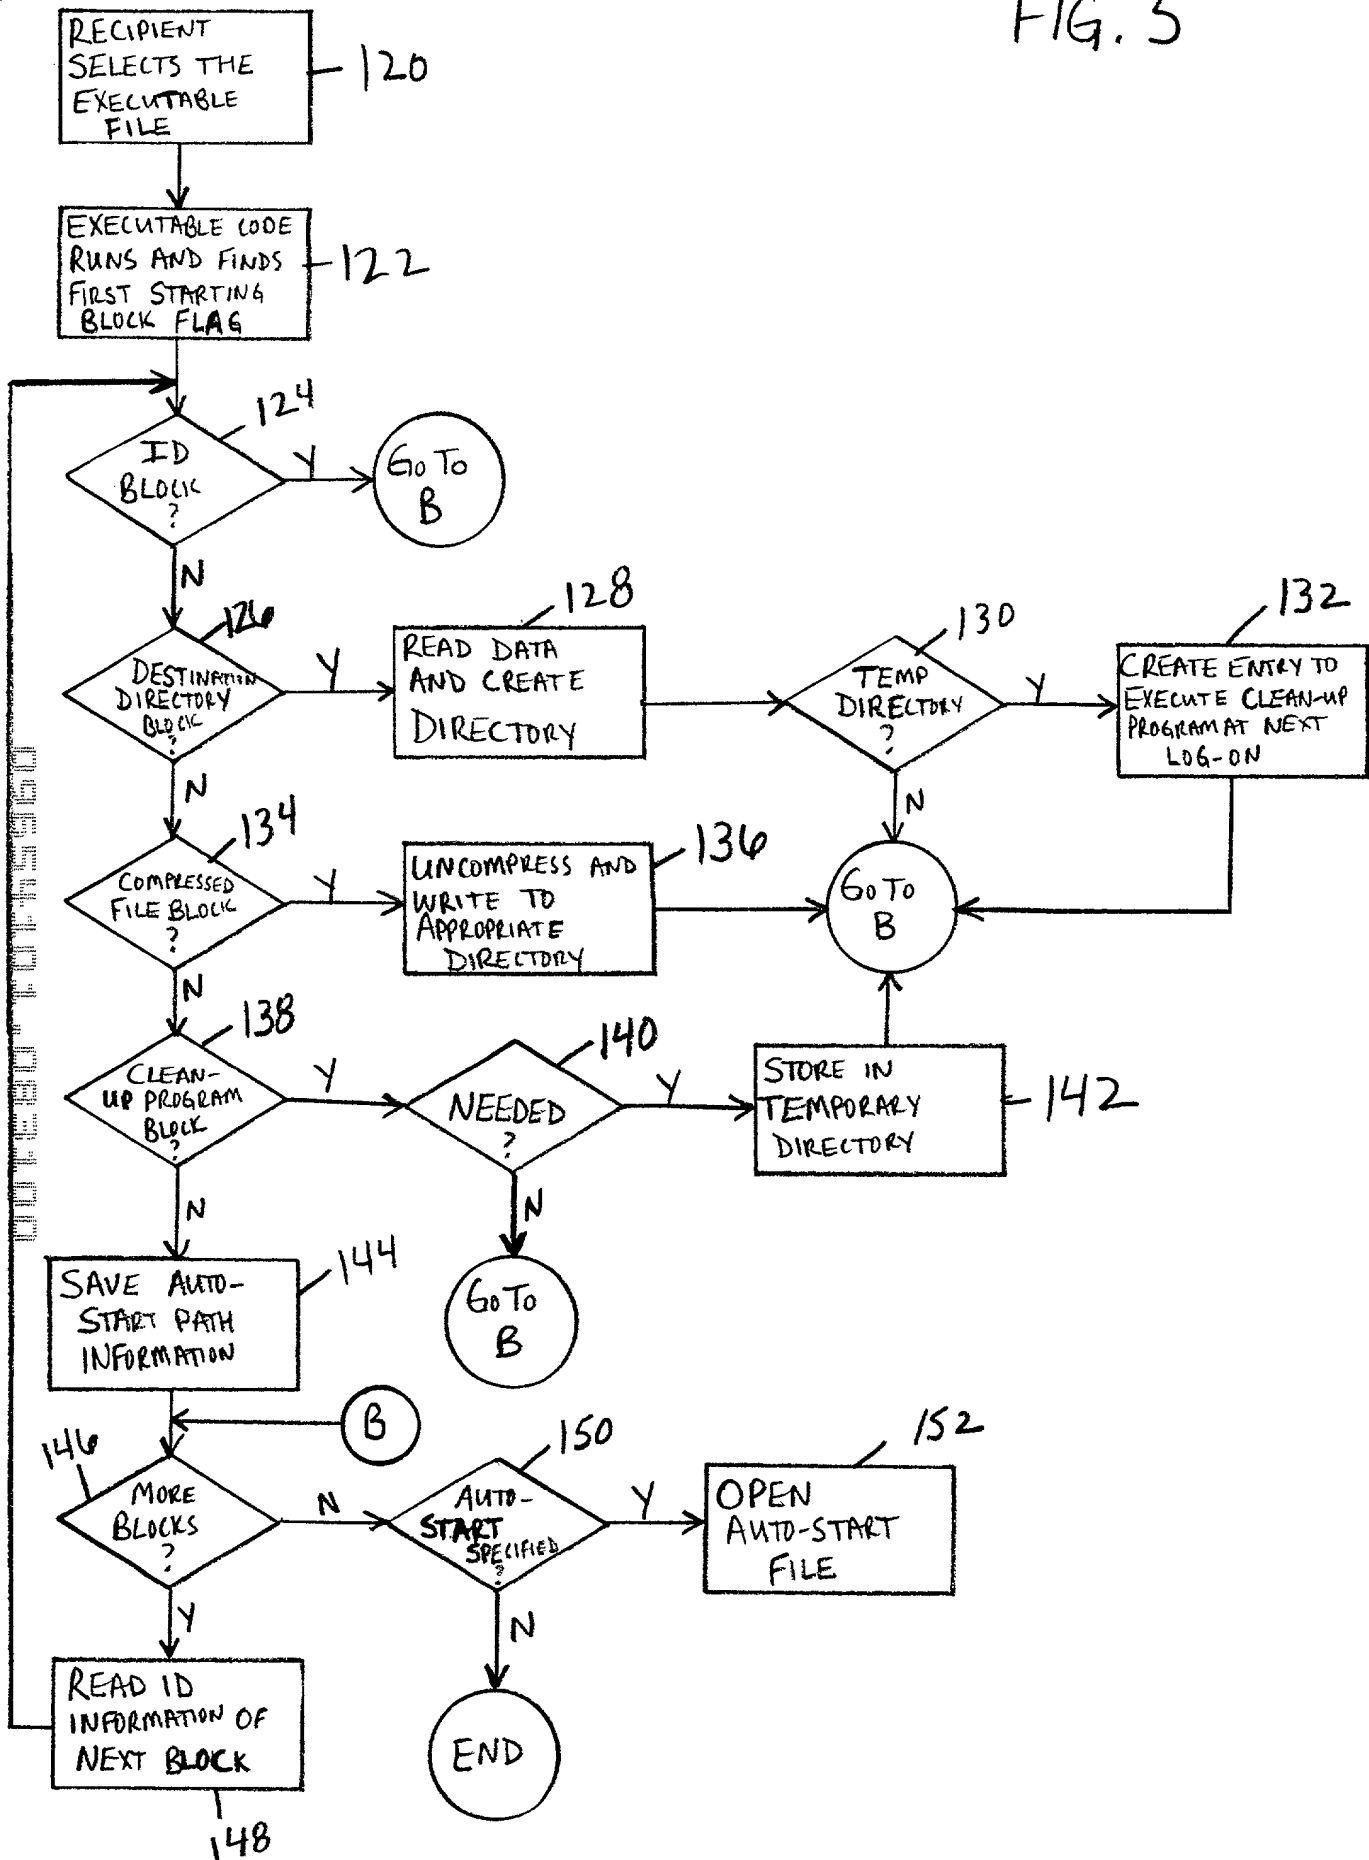 FIG. 5
RECIPIENT
SELECTS THE
EXECUTABLE
FILE
120
EXECUTABLE CODE
RUNS AND FINDS
FIRST STARTING
BLOCK FLAG
122
124
ID
BLOCK
?
Y
GO TO
B
N
126
DESTINATION
DIRECTORY
BLOCK
?
Y
128
READ DATA
AND CREATE
DIRECTORY
130
TEMP
DIRECTORY
?
Y
132
CREATE ENTRY TO
EXECUTE CLEAN-UP
PROGRAM AT NEXT
LOG-ON
N
N
134
COMPRESSED
FILE BLOCK
?
Y
136
UNCOMPRESS AND
WRITE TO
APPROPRIATE
DIRECTORY
GO TO
B
N
138
CLEAN-
UP PROGRAM
BLOCK
?
Y
140
NEEDED
?
Y
STORE IN
TEMPORARY
DIRECTORY
142
N
N
GO TO
B
144
SAVE AUTO-
START PATH
INFORMATION
B
146
MORE
BLOCKS
?
N
150
AUTO-
START
SPECIFIED
?
Y
152
OPEN
AUTO-START
FILE
Y
N
READ ID
INFORMATION OF
NEXT BLOCK
148
END